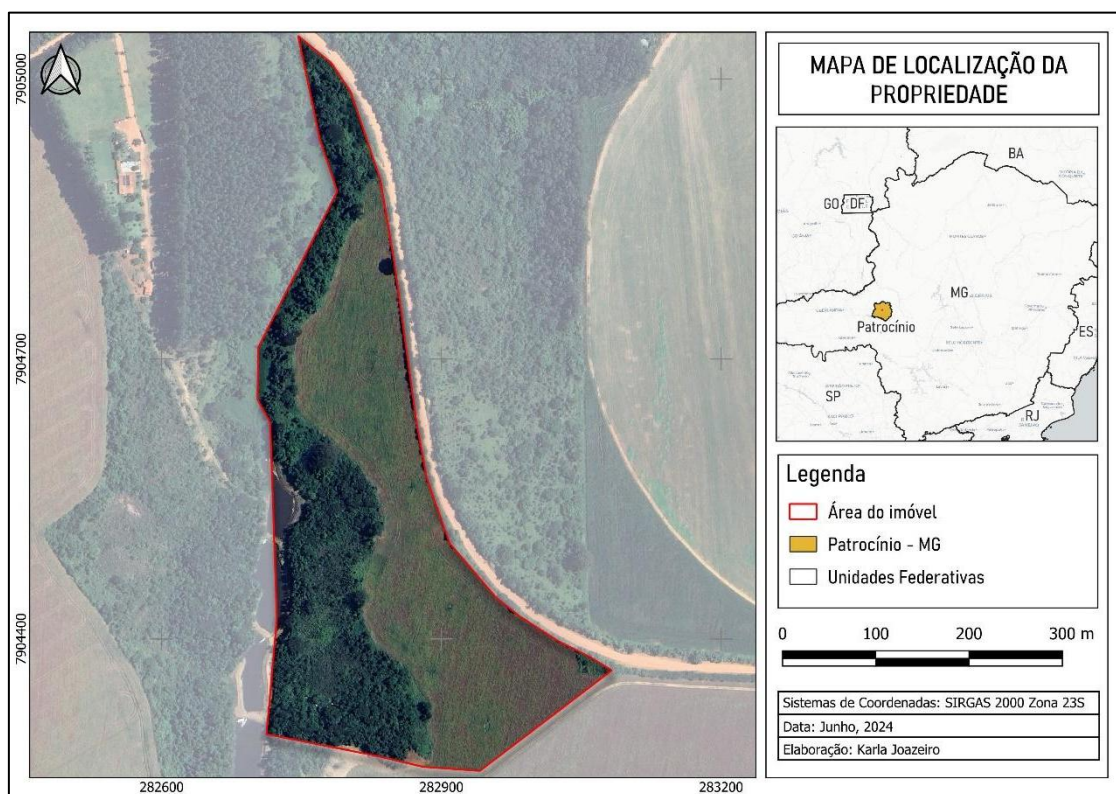 7905000
7904700
7904400
282600
282900
283200
MAPA DE LOCALIZAÇÃO DA
PROPRIEDADE
BA
GO
DF
MG
Patrocínio
ES
SP
RJ
Legenda
Área do imóvel
Patrocínio - MG
Unidades Federativas
0 100 200 300 m
Sistemas de Coordenadas: SIRGAS 2000 Zona 23S
Data: Junho, 2024
Elaboração: Karla Joazeiro